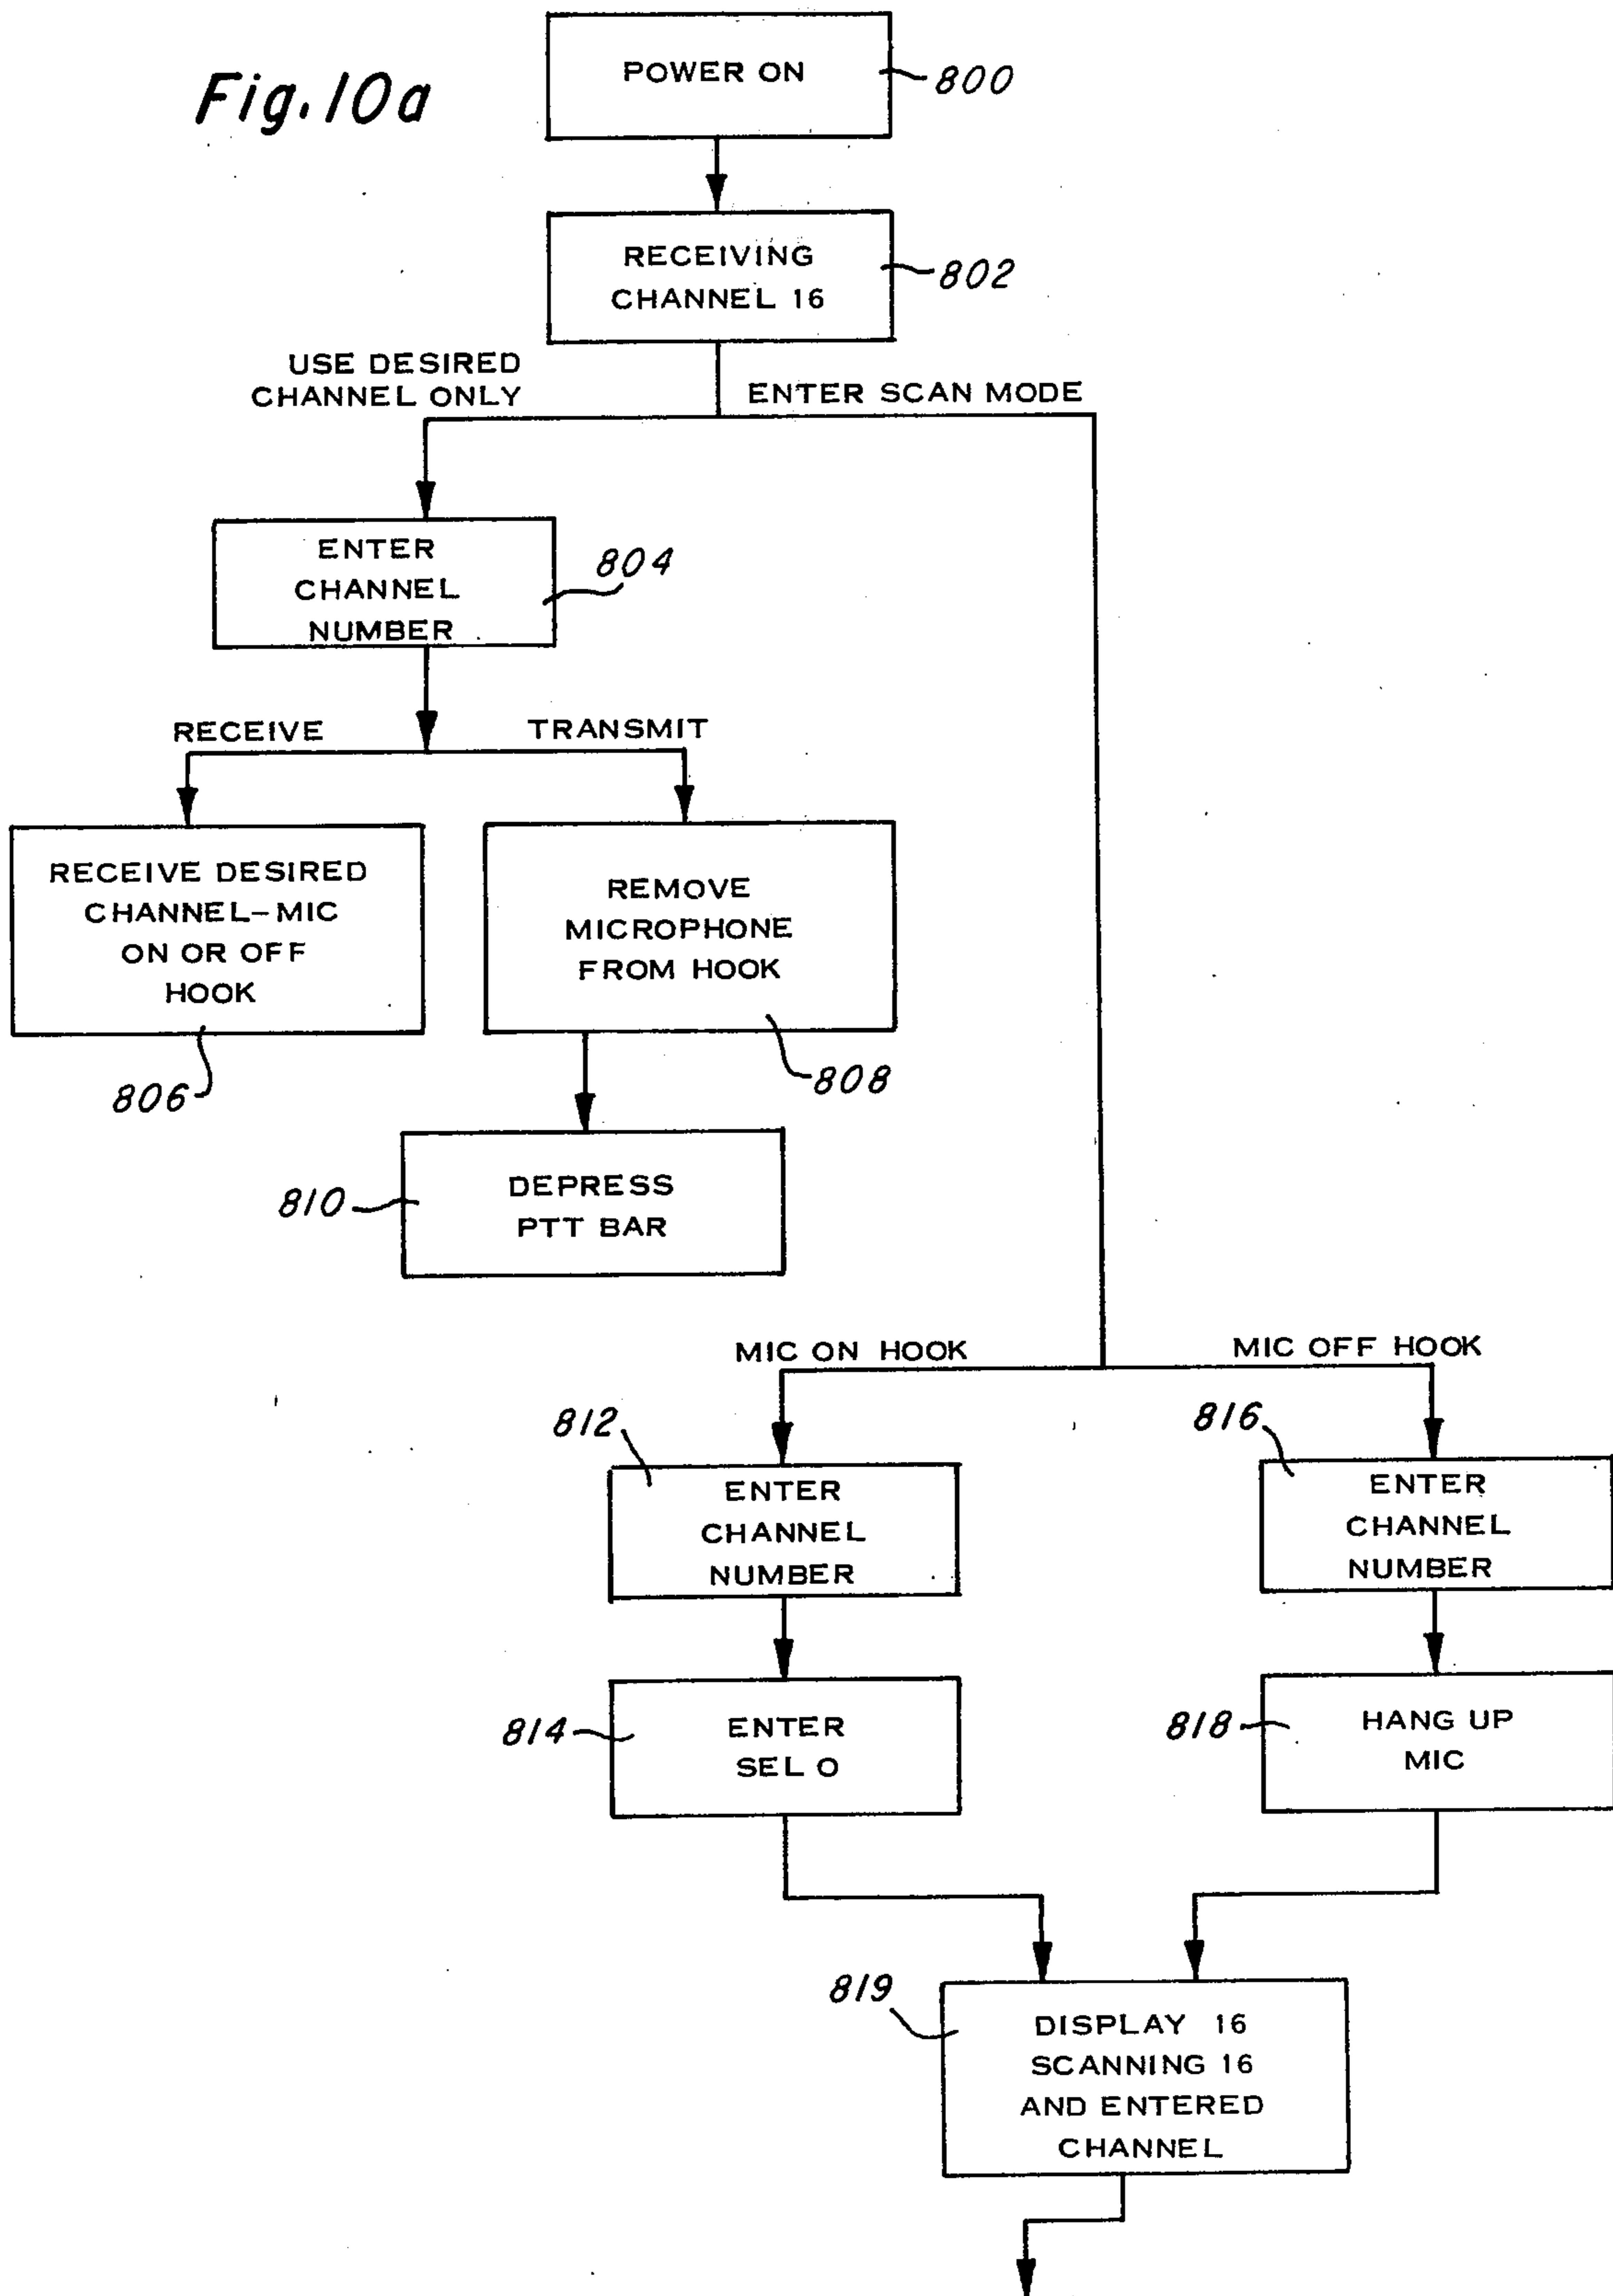 Fig. 10a
POWER ON
800
RECEIVING
CHANNEL 16
802
USE DESIRED
CHANNEL ONLY
ENTER SCAN MODE
ENTER
CHANNEL
NUMBER
804
RECEIVE
TRANSMIT
RECEIVE DESIRED
CHANNEL-MIC
ON OR OFF
HOOK
806
REMOVE
MICROPHONE
FROM HOOK
808
810
DEPRESS
PTT BAR
MIC ON HOOK
MIC OFF HOOK
812
ENTER
CHANNEL
NUMBER
816
ENTER
CHANNEL
NUMBER
814
ENTER
SEL 0
818
HANG UP
MIC
819
DISPLAY 16
SCANNING 16
AND ENTERED
CHANNEL